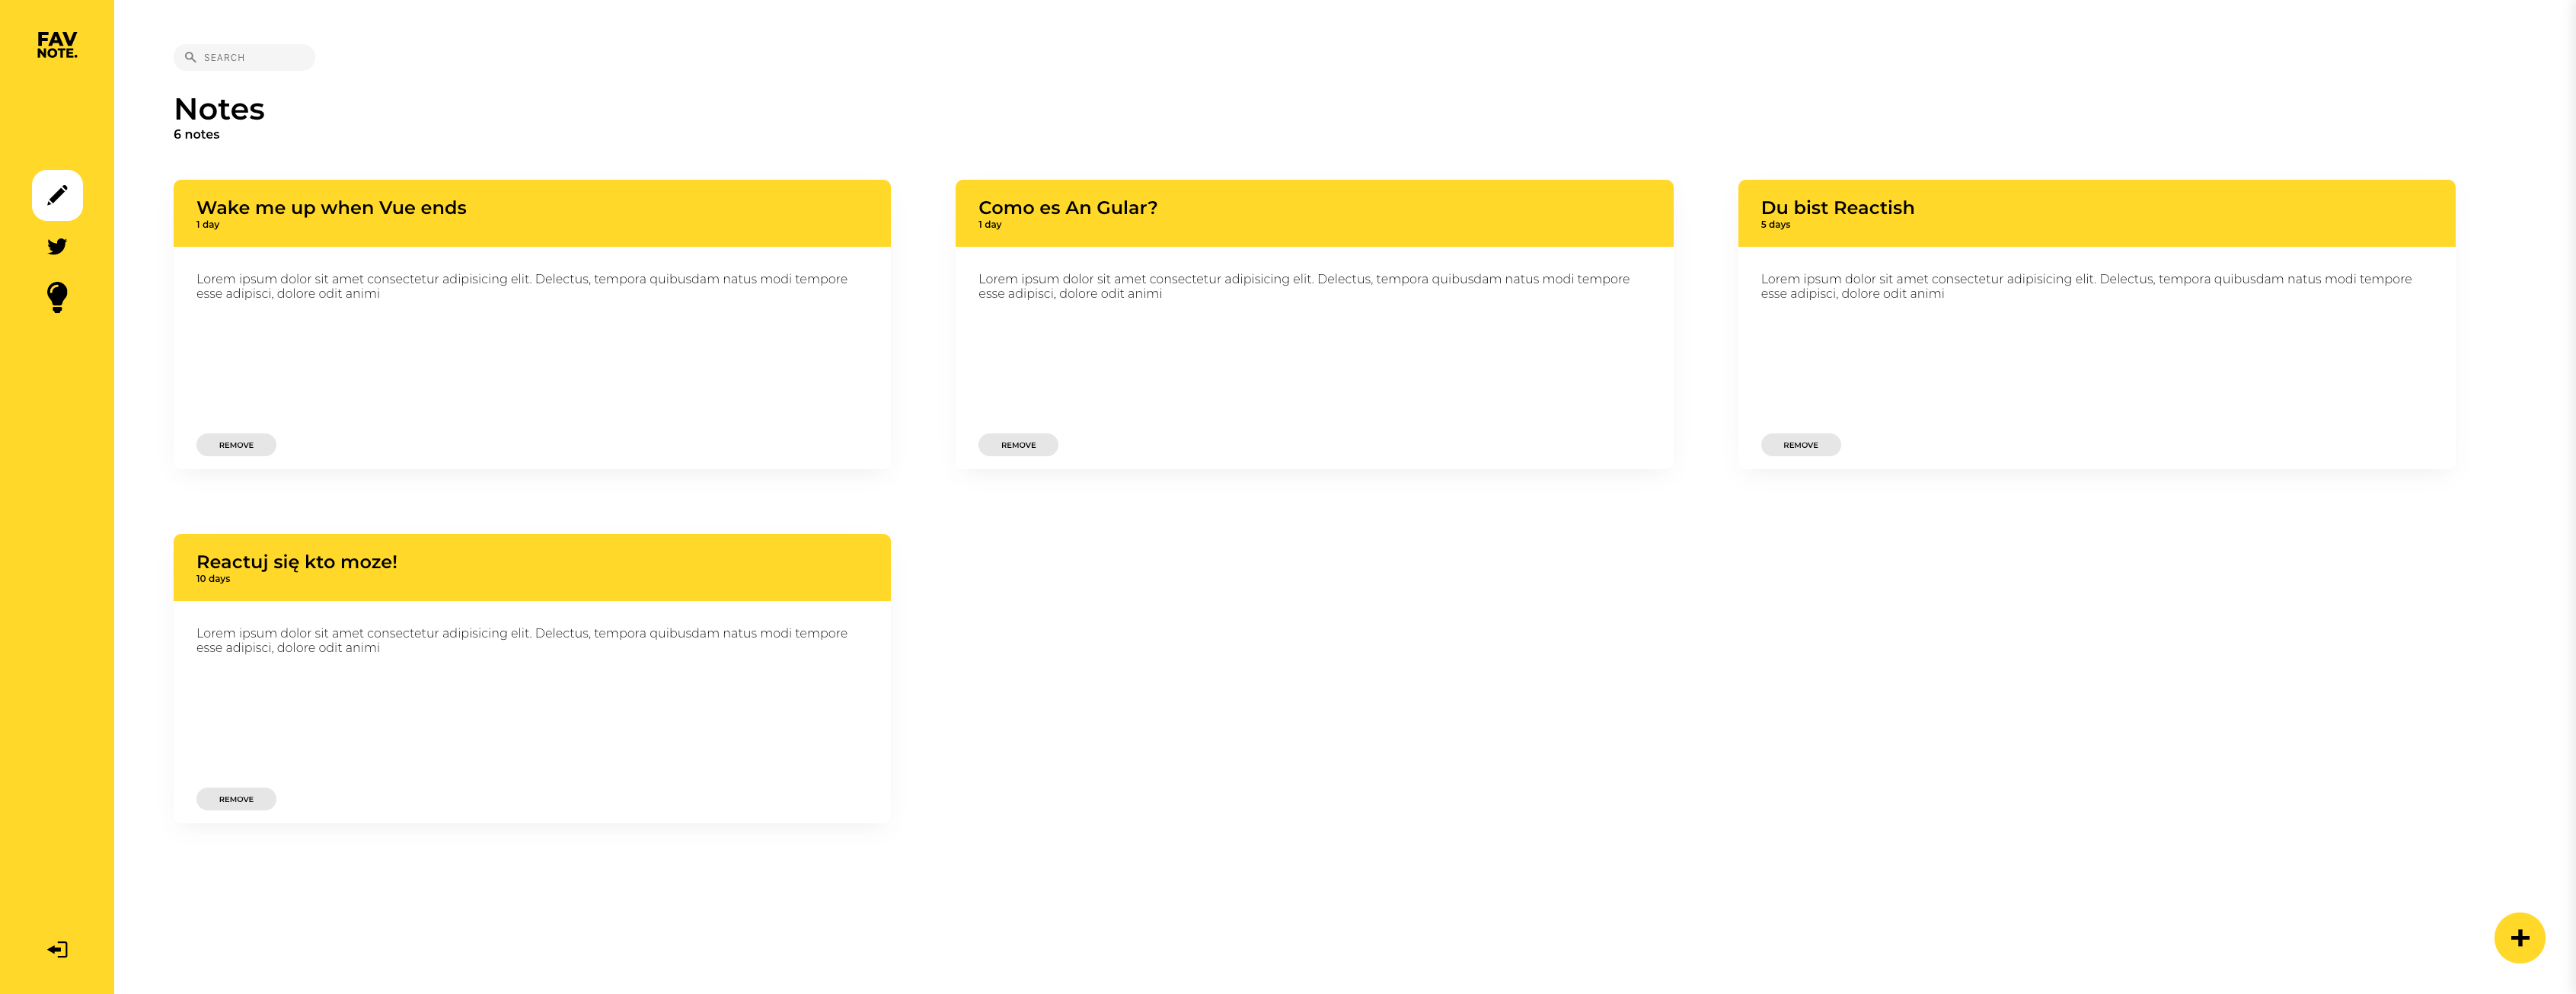 FAV
NOTE.
SEARCH
Notes
6 notes
Wake me up when Vue ends
1 day
Lorem ipsum dolor sit amet consectetur adipisicing elit. Delectus, tempora quibusdam natus modi tempore
esse adipisci, dolore odit animi
REMOVE
Como es An Gular?
1 day
Lorem ipsum dolor sit amet consectetur adipisicing elit. Delectus, tempora quibusdam natus modi tempore
esse adipisci, dolore odit animi
REMOVE
Du bist Reactish
5 days
Lorem ipsum dolor sit amet consectetur adipisicing elit. Delectus, tempora quibusdam natus modi tempore
esse adipisci, dolore odit animi
REMOVE
Reactuj się kto moze!
10 days
Lorem ipsum dolor sit amet consectetur adipisicing elit. Delectus, tempora quibusdam natus modi tempore
esse adipisci, dolore odit animi
REMOVE